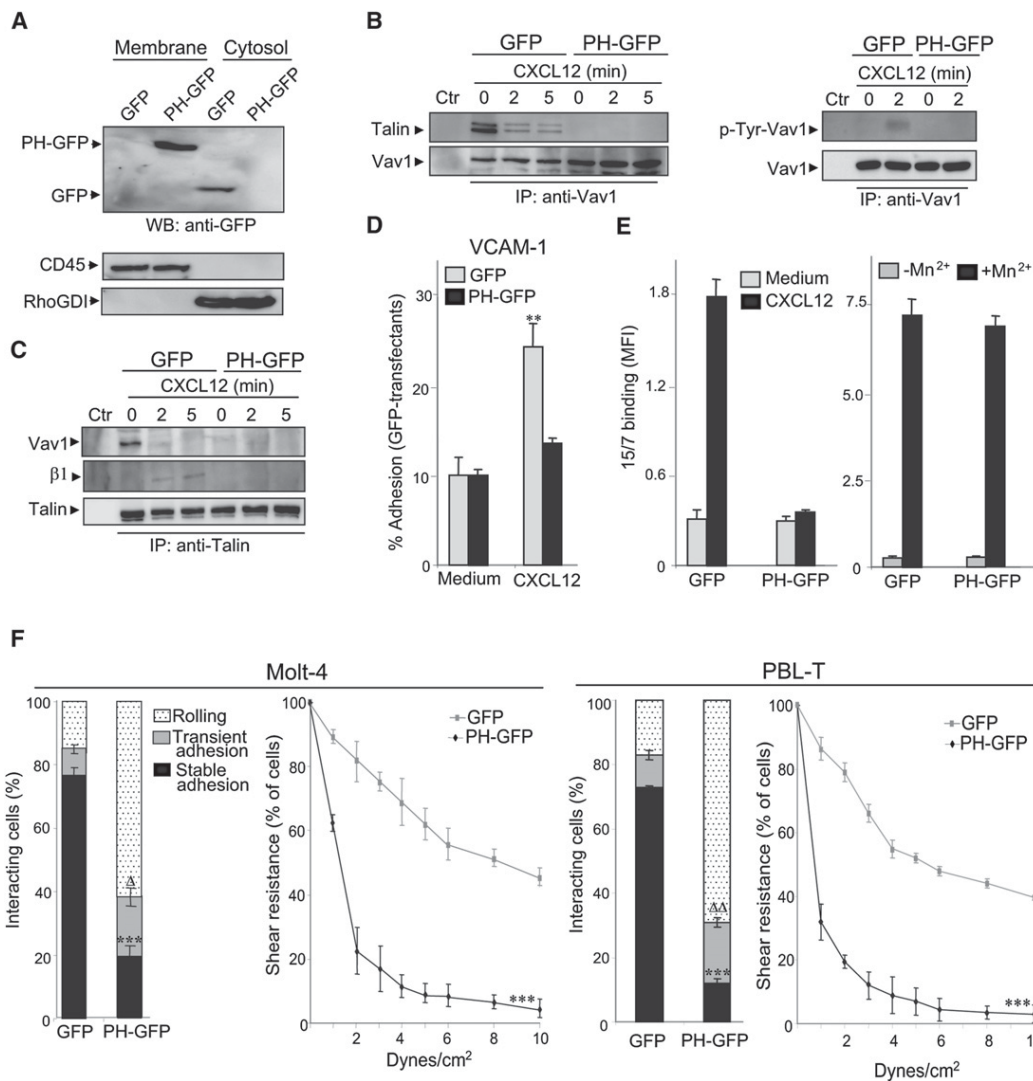 A
Membrane Cytosol
GFP PH-GFP GFP PH-GFP
PH-GFP
GFP
WB: anti-GFP
CD45
RhoGDI
B
GFP PH-GFP
CXCL12 (min)
Ctr 0 2 5 0 2 5
Talin
Vav1
IP: anti-Vav1
GFP PH-GFP
CXCL12 (min)
Ctr 0 2 0 2
p-Tyr-Vav1
Vav1
IP: anti-Vav1
C
GFP PH-GFP
CXCL12 (min)
Ctr 0 2 5 0 2 5
Vav1
β1
Talin
IP: anti-Talin
D
VCAM-1
GFP
PH-GFP
% Adhesion (GFP-transfectants)
30
20
10
0
**
Medium CXCL12
E
Medium
CXCL12
15/7 binding (MFI)
1.8
1.2
0.6
0
GFP PH-GFP
-Mn²⁺ +Mn²⁺
7.5
5.0
2.5
0
GFP PH-GFP
F
Molt-4
Interacting cells (%)
100
80
60
40
20
0
Rolling
Transient adhesion
Stable adhesion
Δ
***
GFP PH-GFP
Shear resistance (% of cells)
100
80
60
40
20
0
GFP
PH-GFP
***
2 4 6 8 10
Dynes/cm²
PBL-T
Interacting cells (%)
100
80
60
40
20
0
ΔΔ
***
GFP PH-GFP
Shear resistance (% of cells)
100
80
60
40
20
0
GFP
PH-GFP
***
2 4 6 8 1
Dynes/cm²